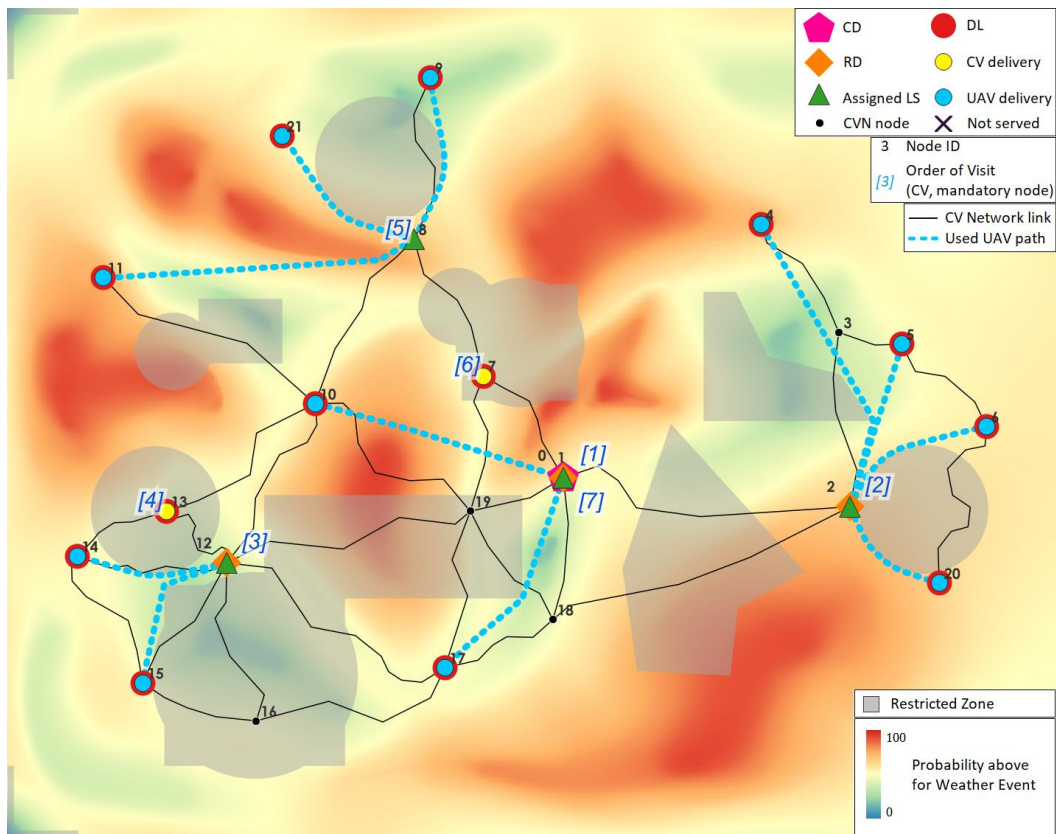 CD
DL
RD
CV delivery
Assigned LS
UAV delivery
CVN node
Not served
3 Node ID
[3] Order of Visit
(CV, mandatory node)
CV Network link
Used UAV path
9
21
4
[5] 8
11
3
5
[6] 7
10
6
0 1 [1]
[4] 13
19
[7]
2 [2]
12 [3]
14
20
18
17
15
16
Restricted Zone
100
Probability above
for Weather Event
0